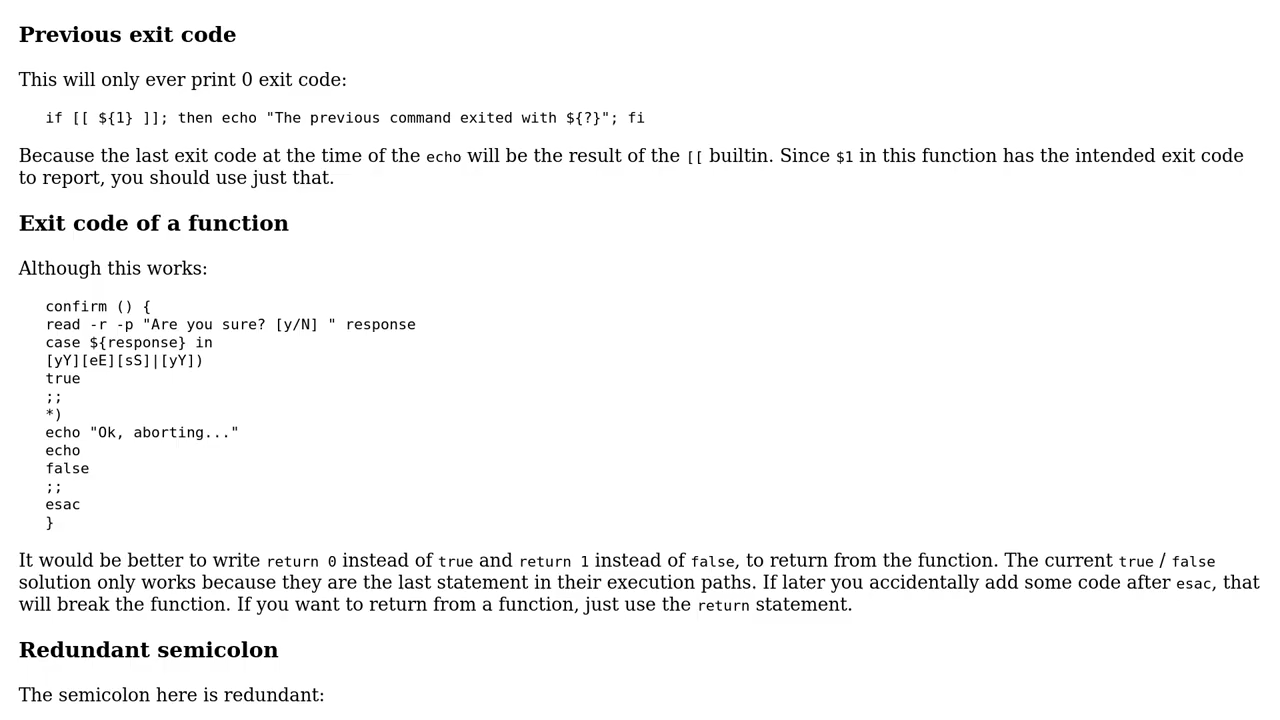 Previous exit code
This will only ever print 0 exit code:
if [[ ${1} ]]; then echo "The previous command exited with ${?}"; fi
Because the last exit code at the time of the echo will be the result of the [[ builtin. Since $1 in this function has the intended exit code
to report, you should use just that.
Exit code of a function
Although this works:
confirm () {
read -r -p "Are you sure? [y/N] " response
case ${response} in
[yY][eE][sS]|[yY])
true
;;
*)
echo "Ok, aborting..."
echo
false
;;
esac
}
It would be better to write return 0 instead of true and return 1 instead of false, to return from the function. The current true / false
solution only works because they are the last statement in their execution paths. If later you accidentally add some code after esac, that
will break the function. If you want to return from a function, just use the return statement.
Redundant semicolon
The semicolon here is redundant: